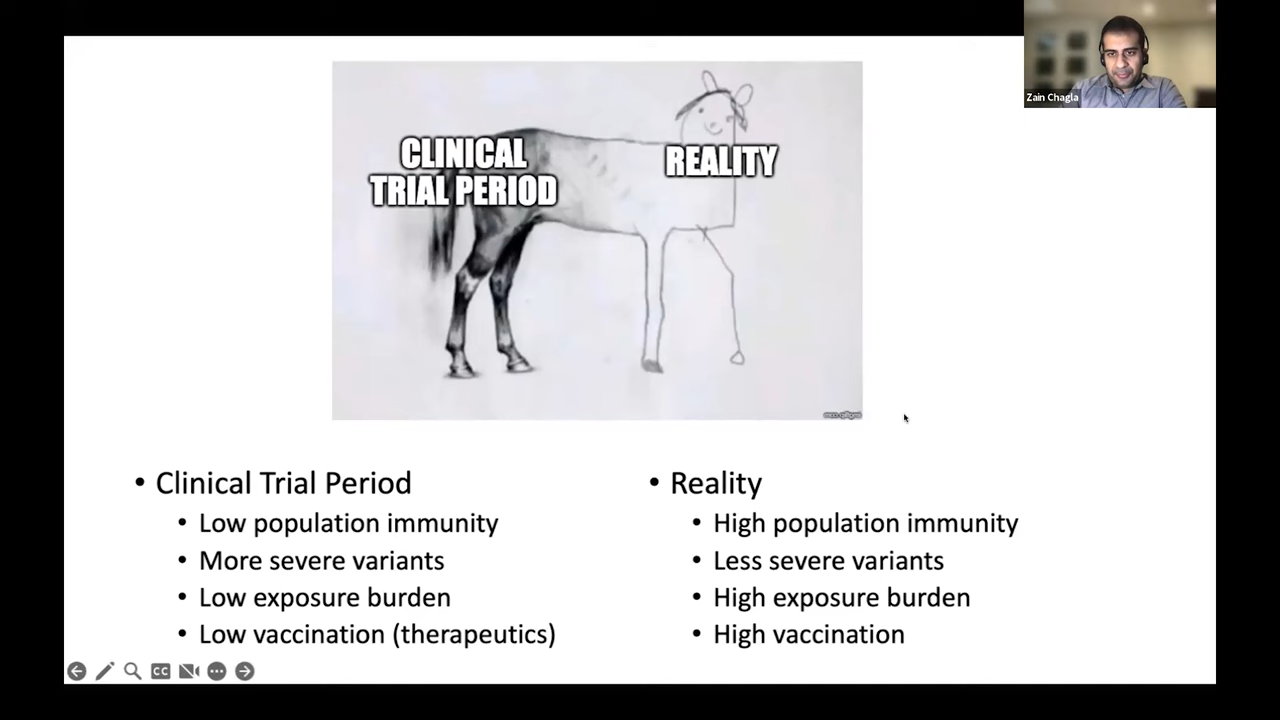 Zain Chagla
CLINICAL
TRIAL PERIOD
REALITY
• Clinical Trial Period
• Low population immunity
• More severe variants
• Low exposure burden
• Low vaccination (therapeutics)
• Reality
• High population immunity
• Less severe variants
• High exposure burden
• High vaccination
CC